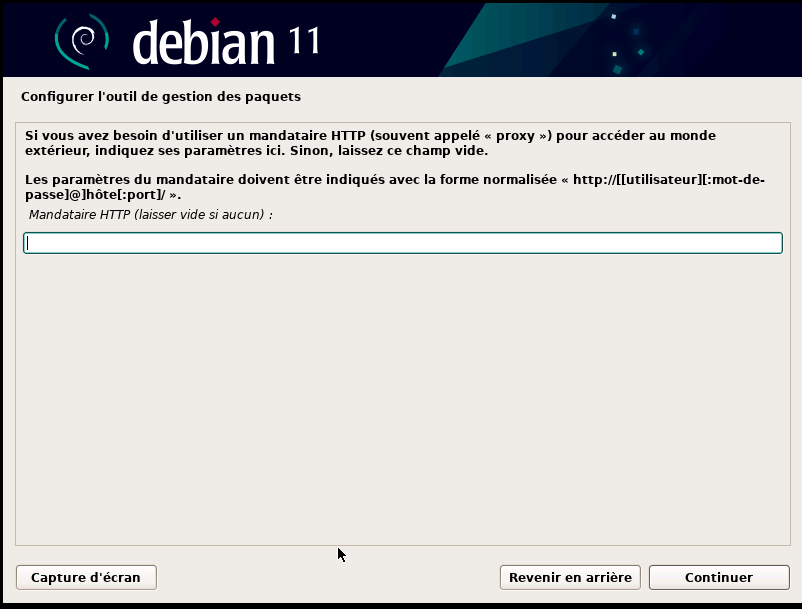 debian 11
Configurer l'outil de gestion des paquets
Si vous avez besoin d'utiliser un mandataire HTTP (souvent appelé « proxy ») pour accéder au monde
extérieur, indiquez ses paramètres ici. Sinon, laissez ce champ vide.
Les paramètres du mandataire doivent être indiqués avec la forme normalisée « http://[[utilisateur][:mot-de-
passe]@]hôte[:port]/ ».
Mandataire HTTP (laisser vide si aucun) :
Capture d'écran
Revenir en arrière
Continuer